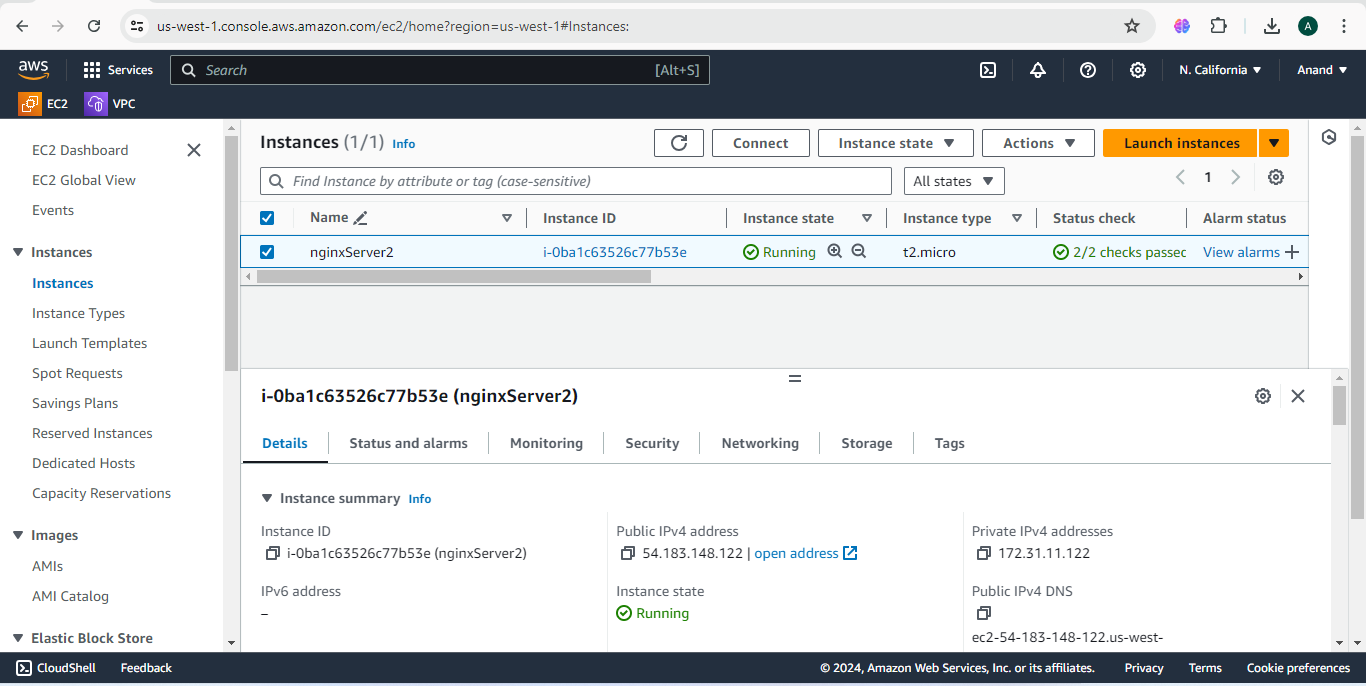 us-west-1.console.aws.amazon.com/ec2/home?region=us-west-1#Instances:
A
aws
Services
Search
[Alt+S]
N. California
Anand
EC2
VPC
EC2 Dashboard
EC2 Global View
Events
Instances
Instances
Instance Types
Launch Templates
Spot Requests
Savings Plans
Reserved Instances
Dedicated Hosts
Capacity Reservations
Images
AMIs
AMI Catalog
Elastic Block Store
Instances (1/1) Info
Connect
Instance state
Actions
Launch instances
Find Instance by attribute or tag (case-sensitive)
All states
1
Name Instance ID Instance state Instance type Status check Alarm status
nginxServer2 i-0ba1c63526c77b53e Running t2.micro 2/2 checks passec View alarms
i-0ba1c63526c77b53e (nginxServer2)
Details Status and alarms Monitoring Security Networking Storage Tags
Instance summary Info
Instance ID
i-0ba1c63526c77b53e (nginxServer2)
Public IPv4 address
54.183.148.122 | open address
Private IPv4 addresses
172.31.11.122
IPv6 address
–
Instance state
Running
Public IPv4 DNS
ec2-54-183-148-122.us-west-
CloudShell Feedback
© 2024, Amazon Web Services, Inc. or its affiliates. Privacy Terms Cookie preferences